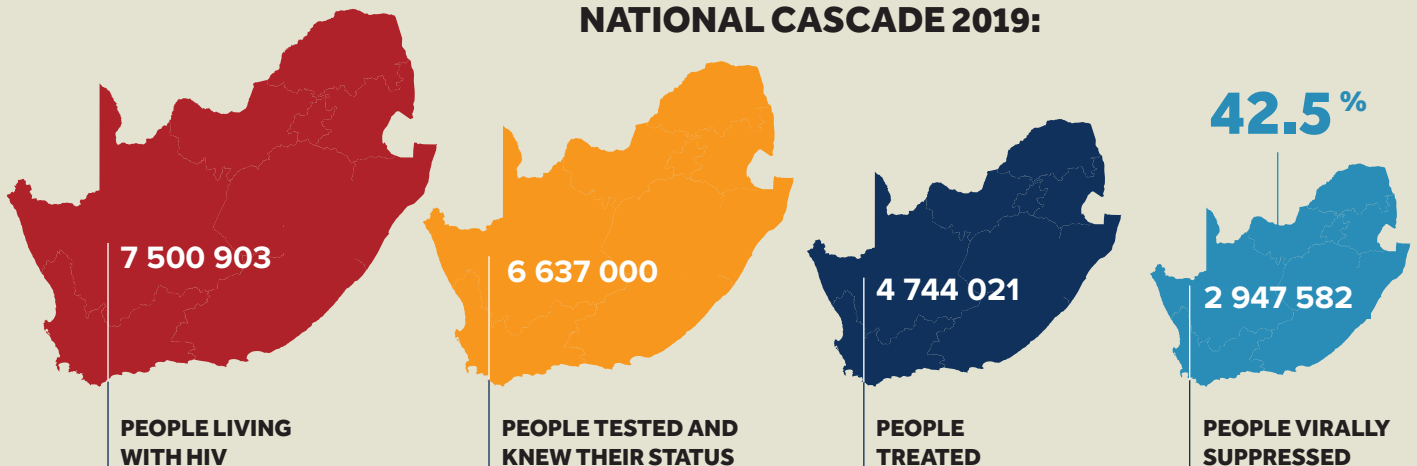 NATIONAL CASCADE 2019:
42.5 %
7 500 903
6 637 000
4 744 021
2 947 582
PEOPLE LIVING
WITH HIV
PEOPLE TESTED AND
KNEW THEIR STATUS
PEOPLE
TREATED
PEOPLE VIRALLY
SUPPRESSED